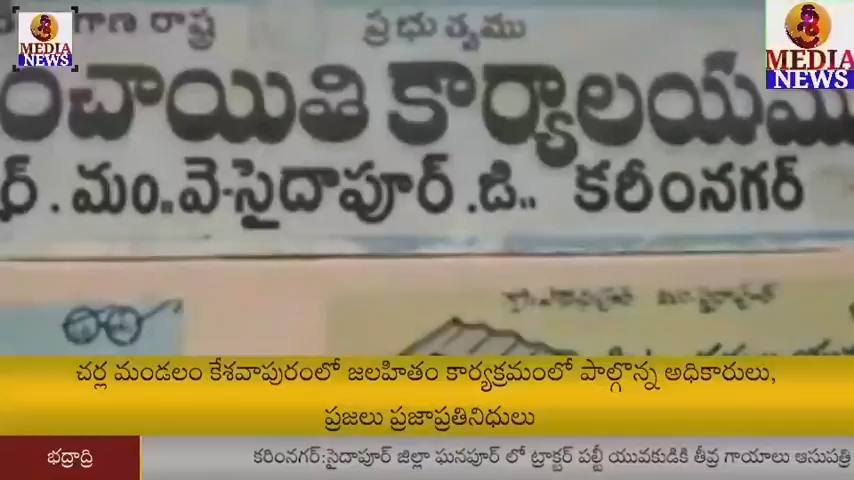 MEDIA
NEWS
MEDIA
NEWS
గాణ రాష్ట్ర ప్రభుత్వము
ంచాయితి కార్యాలయము
ర్. మం॥వె-సైదాపూర్ .జి.. కరీంనగర్
చర్ల మండలం కేశవాపురంలో జలహితం కార్యక్రమంలో పాల్గొన్న అధికారులు,
ప్రజలు ప్రజాప్రతినిధులు
భద్రాద్రి
కరింనగర్:సైదాపూర్ జిల్లా ఘనపూర్ లో ట్రాక్టర్ పల్టీ యువకుడికి తీవ్ర గాయాలు ఆసుపత్రి